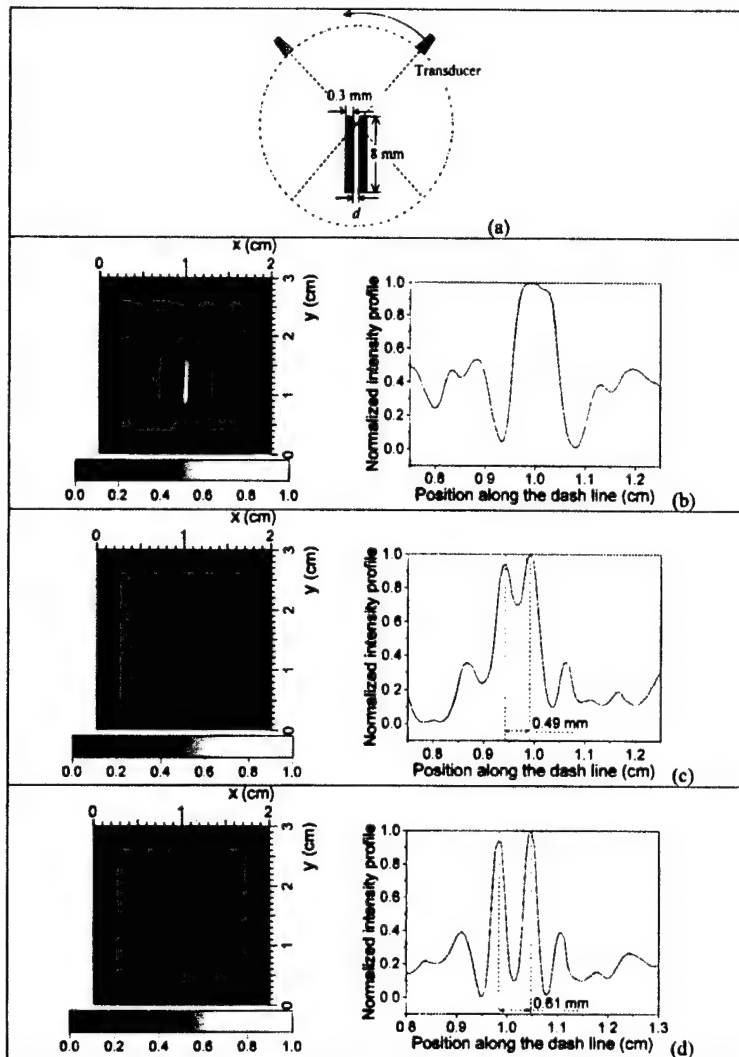 Transducer
0.3 mm
8 mm
d
(a)
x (cm)
0 1 2
y (cm)
3
2
1
0
0.0 0.2 0.4 0.6 0.8 1.0
Normalized intensity profile
1.0
0.8
0.6
0.4
0.2
0.0
0.8 0.9 1.0 1.1 1.2
Position along the dash line (cm)
(b)
x (cm)
0 1 2
y (cm)
3
2
1
0
0.0 0.2 0.4 0.6 0.8 1.0
Normalized intensity profile
1.0
0.8
0.6
0.4
0.2
0.0
0.49 mm
0.8 0.9 1.0 1.1 1.2
Position along the dash line (cm)
(c)
x (cm)
0 1 2
y (cm)
3
2
1
0
0.0 0.2 0.4 0.6 0.8 1.0
Normalized intensity profile
1.0
0.8
0.6
0.4
0.2
0.0
0.61 mm
0.8 0.9 1.0 1.1 1.2 1.3
Position along the dash line (cm)
(d)